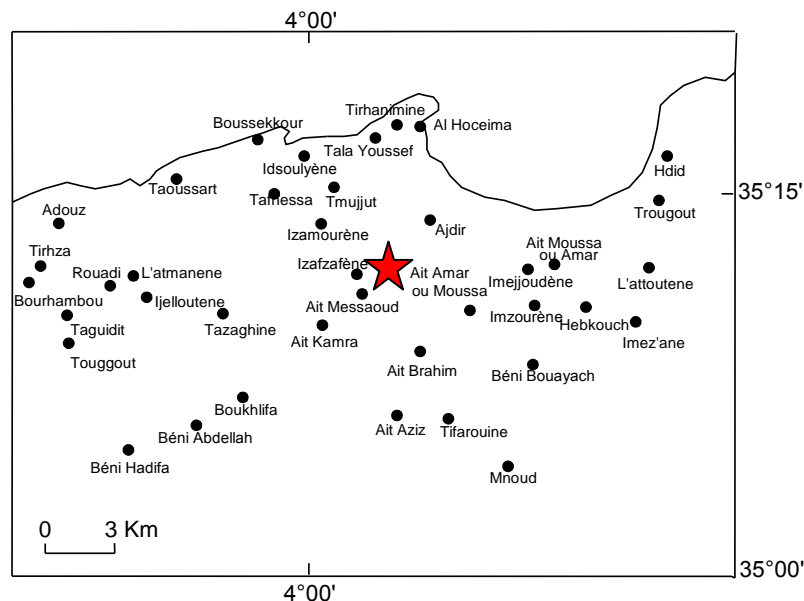 4°00'
Tirhanimine
Boussekkour
Al Hoceima
Tala Youssef
Idsoulyène
Hdid
Taoussart
Tamessa
Tmujjut
35°15'
Adouz
Trougout
Izamourène
Ajdir
Ait Moussa
ou Amar
Tirhza
Izafzafène
Rouadi
L'atmanene
Ait Amar
ou Moussa
Imejjoudène
L'attoutene
Bourhambou
Ijelloutene
Ait Messaoud
Imzourène
Hebkouch
Taguidit
Tazaghine
Ait Kamra
Imez'ane
Touggout
Ait Brahim
Béni Bouayach
Boukhlifa
Béni Abdellah
Ait Aziz
Tifarouine
Béni Hadifa
Mnoud
0 3 Km
35°00'
4°00'